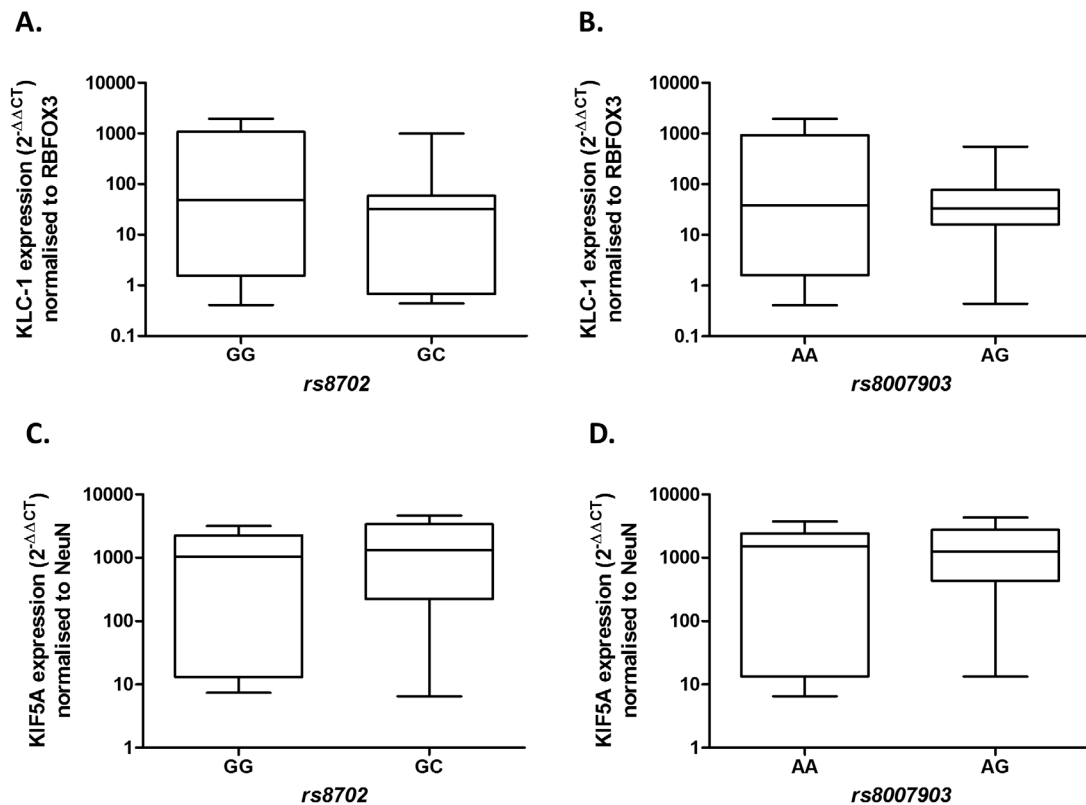 A.
KLC-1 expression (2^-ΔΔCT)
normalised to RBFOX3
10000
1000
100
10
1
0.1
GG GC
rs8702
B.
KLC-1 expression (2^-ΔΔCT)
normalised to RBFOX3
10000
1000
100
10
1
0.1
AA AG
rs8007903
C.
KIF5A expression (2^-ΔΔCT)
normalised to NeuN
10000
1000
100
10
1
GG GC
rs8702
D.
KIF5A expression (2^-ΔΔCT)
normalised to NeuN
10000
1000
100
10
1
AA AG
rs8007903